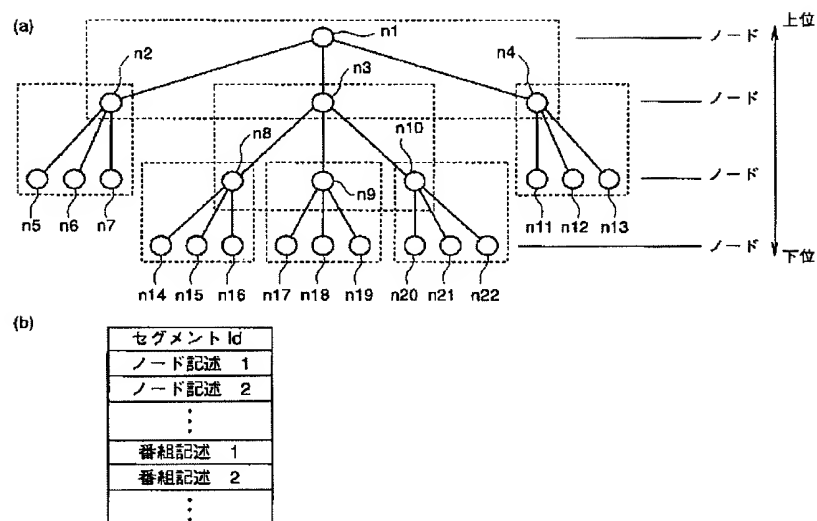 (a)
上位
n1
ノード
n2
n3
n4
ノード
n8
n10
n9
ノード
n5 n6 n7
n11 n12 n13
ノード
下位
n14 n15 n16 n17 n18 n19 n20 n21 n22
(b)
セグメント Id
ノード記述 1
ノード記述 2
⋮
番組記述 1
番組記述 2
⋮